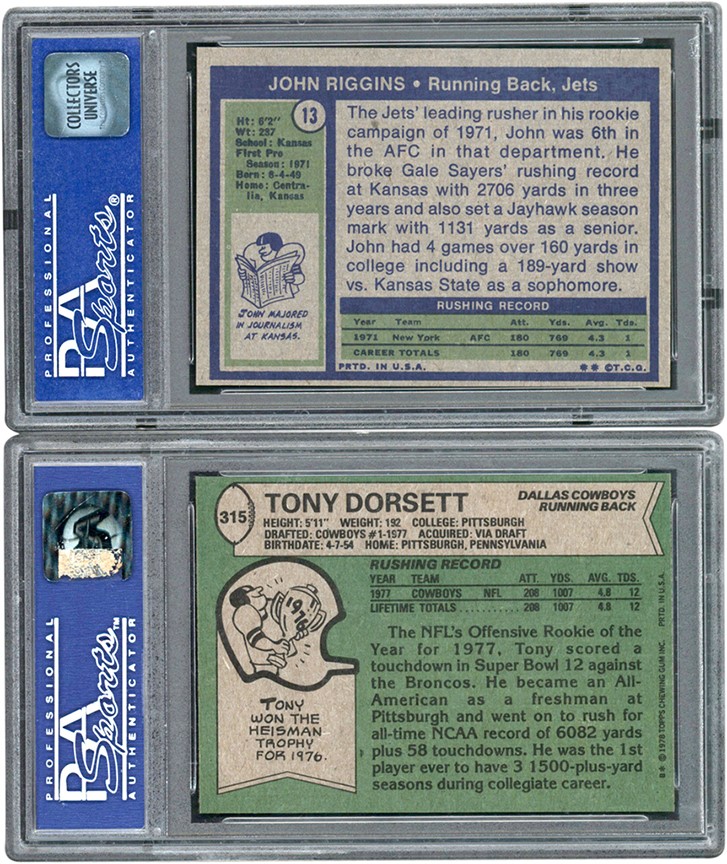 COLLECTORS
UNIVERSE
PROFESSIONAL
PSA
Sports®
AUTHENTICATOR
JOHN RIGGINS • Running Back, Jets
13
Ht: 6'2"
Wt: 237
School: Kansas
First Pro
Season: 1971
Born: 8-4-49
Home: Centra-
lia, Kansas
JOHN MAJORED
IN JOURNALISM
AT KANSAS.
The Jets' leading rusher in his rookie
campaign of 1971, John was 6th in
the AFC in that department. He
broke Gale Sayers' rushing record
at Kansas with 2706 yards in three
years and also set a Jayhawk season
mark with 1131 yards as a senior.
John had 4 games over 160 yards in
college including a 189-yard show
vs. Kansas State as a sophomore.
RUSHING RECORD
Year Team Att. Yds. Avg. Tds.
1971 New York AFC 180 769 4.3 1
CAREER TOTALS 180 769 4.3 1
PRTD. IN U.S.A. ** ©T.C.G.
PROFESSIONAL
PSA
Sports™
AUTHENTICATOR
315
TONY DORSETT
DALLAS COWBOYS
RUNNING BACK
HEIGHT: 5'11" WEIGHT: 192 COLLEGE: PITTSBURGH
DRAFTED: COWBOYS #1-1977 ACQUIRED: VIA DRAFT
BIRTHDATE: 4-7-54 HOME: PITTSBURGH, PENNSYLVANIA
RUSHING RECORD
YEAR TEAM ATT. YDS. AVG. TDS.
1977 COWBOYS NFL 208 1007 4.8 12
LIFETIME TOTALS .......... 208 1007 4.8 12
1976
TONY
WON THE
HEISMAN
TROPHY
FOR 1976.
The NFL's Offensive Rookie of the
Year for 1977, Tony scored a
touchdown in Super Bowl 12 against
the Broncos. He became an All-
American as a freshman at
Pittsburgh and went on to rush for
all-time NCAA record of 6082 yards
plus 58 touchdowns. He was the 1st
player ever to have 3 1500-plus-yard
seasons during collegiate career.
** © 1978 TOPPS CHEWING GUM INC. PRTD. IN U.S.A.